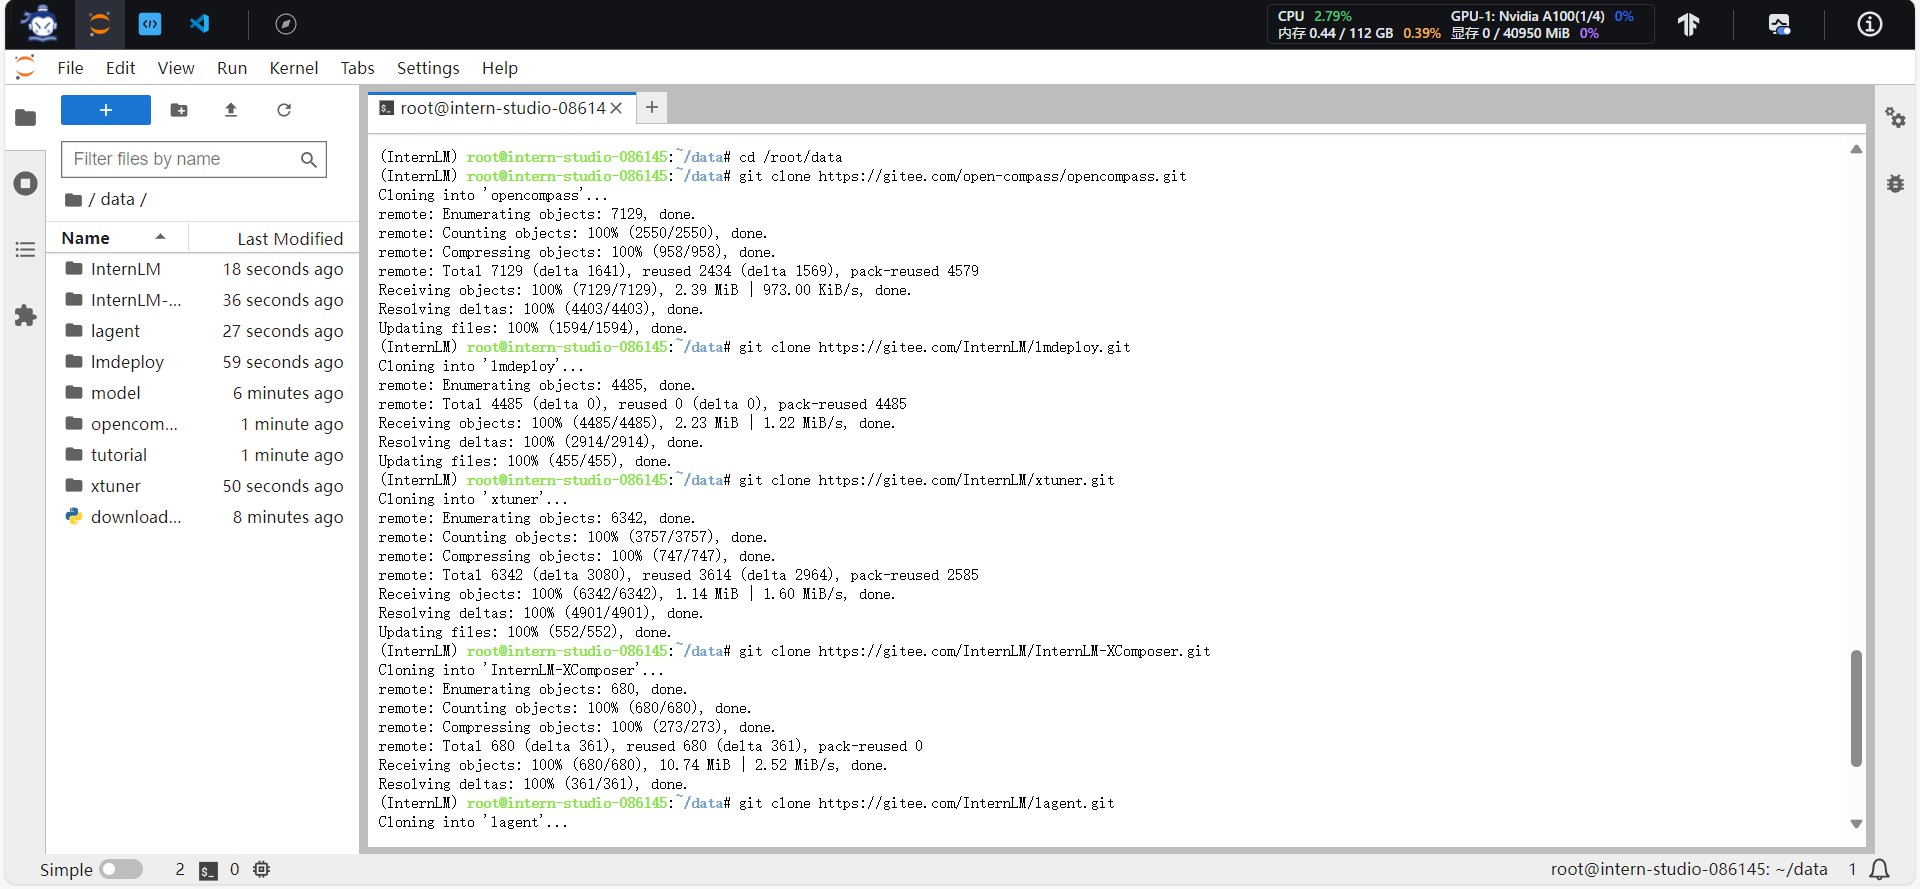 CPU 2.79% GPU-1: Nvidia A100(1/4) 0%
内存 0.44 / 112 GB 0.39% 显存 0 / 40950 MiB 0%
File Edit View Run Kernel Tabs Settings Help
root@intern-studio-08614
Filter files by name
/ data /
Name Last Modified
InternLM 18 seconds ago
InternLM-... 36 seconds ago
lagent 27 seconds ago
lmdeploy 59 seconds ago
model 6 minutes ago
opencom... 1 minute ago
tutorial 1 minute ago
xtuner 50 seconds ago
download... 8 minutes ago
(InternLM) root@intern-studio-086145:~/data# cd /root/data
(InternLM) root@intern-studio-086145:~/data# git clone https://gitee.com/open-compass/opencompass.git
Cloning into 'opencompass'...
remote: Enumerating objects: 7129, done.
remote: Counting objects: 100% (2550/2550), done.
remote: Compressing objects: 100% (958/958), done.
remote: Total 7129 (delta 1641), reused 2434 (delta 1569), pack-reused 4579
Receiving objects: 100% (7129/7129), 2.39 MiB | 973.00 KiB/s, done.
Resolving deltas: 100% (4403/4403), done.
Updating files: 100% (1594/1594), done.
(InternLM) root@intern-studio-086145:~/data# git clone https://gitee.com/InternLM/lmdeploy.git
Cloning into 'lmdeploy'...
remote: Enumerating objects: 4485, done.
remote: Total 4485 (delta 0), reused 0 (delta 0), pack-reused 4485
Receiving objects: 100% (4485/4485), 2.23 MiB | 1.22 MiB/s, done.
Resolving deltas: 100% (2914/2914), done.
Updating files: 100% (455/455), done.
(InternLM) root@intern-studio-086145:~/data# git clone https://gitee.com/InternLM/xtuner.git
Cloning into 'xtuner'...
remote: Enumerating objects: 6342, done.
remote: Counting objects: 100% (3757/3757), done.
remote: Compressing objects: 100% (747/747), done.
remote: Total 6342 (delta 3080), reused 3614 (delta 2964), pack-reused 2585
Receiving objects: 100% (6342/6342), 1.14 MiB | 1.60 MiB/s, done.
Resolving deltas: 100% (4901/4901), done.
Updating files: 100% (552/552), done.
(InternLM) root@intern-studio-086145:~/data# git clone https://gitee.com/InternLM/InternLM-XComposer.git
Cloning into 'InternLM-XComposer'...
remote: Enumerating objects: 680, done.
remote: Counting objects: 100% (680/680), done.
remote: Compressing objects: 100% (273/273), done.
remote: Total 680 (delta 361), reused 680 (delta 361), pack-reused 0
Receiving objects: 100% (680/680), 10.74 MiB | 2.52 MiB/s, done.
Resolving deltas: 100% (361/361), done.
(InternLM) root@intern-studio-086145:~/data# git clone https://gitee.com/InternLM/lagent.git
Cloning into 'lagent'...
Simple 2 0 root@intern-studio-086145: ~/data 1